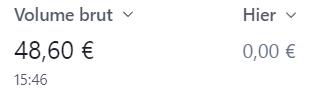 Volume brut
Hier
48,60 €
0,00 €
15:46